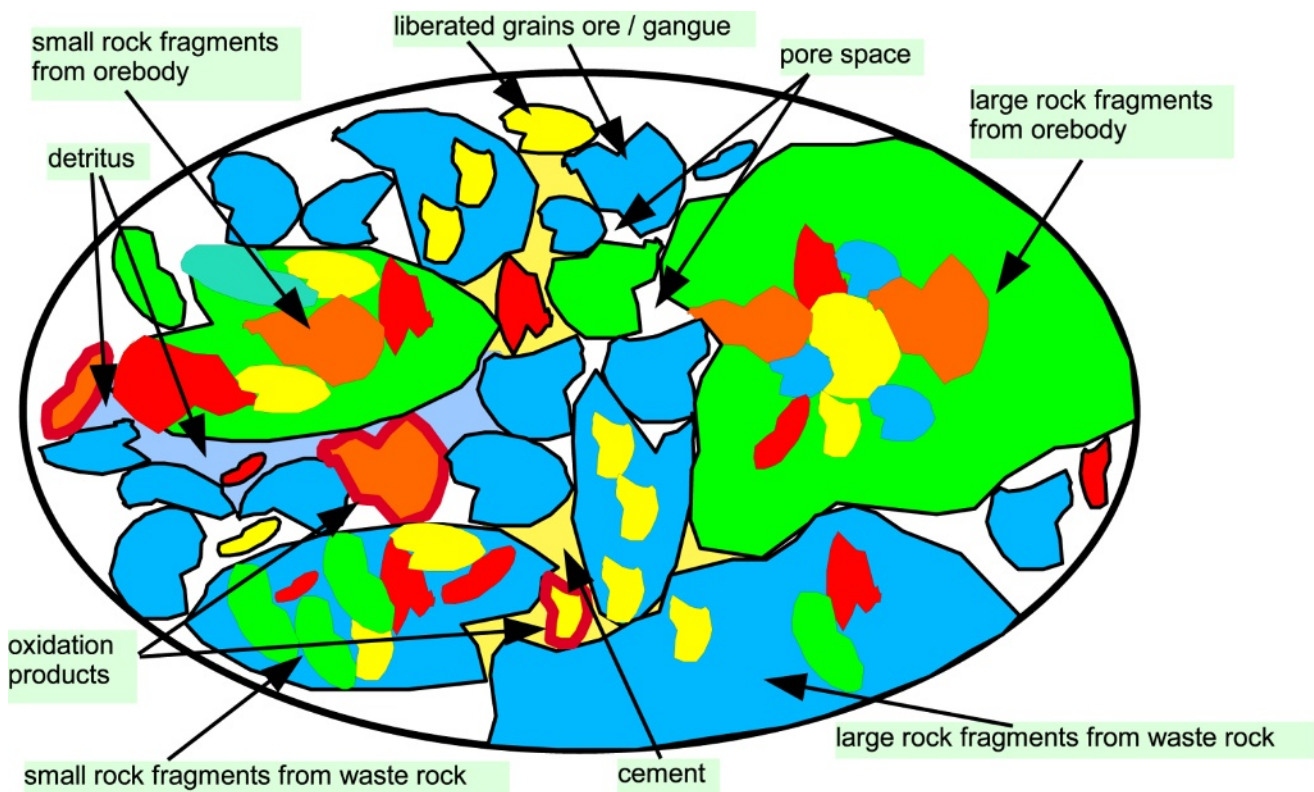 small rock fragments
from orebody
liberated grains ore / gangue
pore space
large rock fragments
from orebody
detritus
oxidation
products
small rock fragments from waste rock
cement
large rock fragments from waste rock